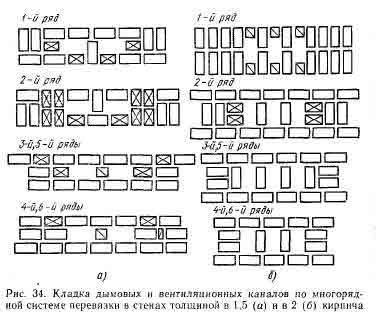 1-й ряд
2-й ряд
3-й,5-й ряды
4-й,6-й ряды
а)
1-й ряд
2-й ряд
3-й,5-й ряды
4-й,6-й ряды
б)
Рис. 34. Кладка дымовых и вентиляционных каналов по многоряд-
ной системе перевязки в стенах толщиной в 1,5 (а) и в 2 (б) кирпича